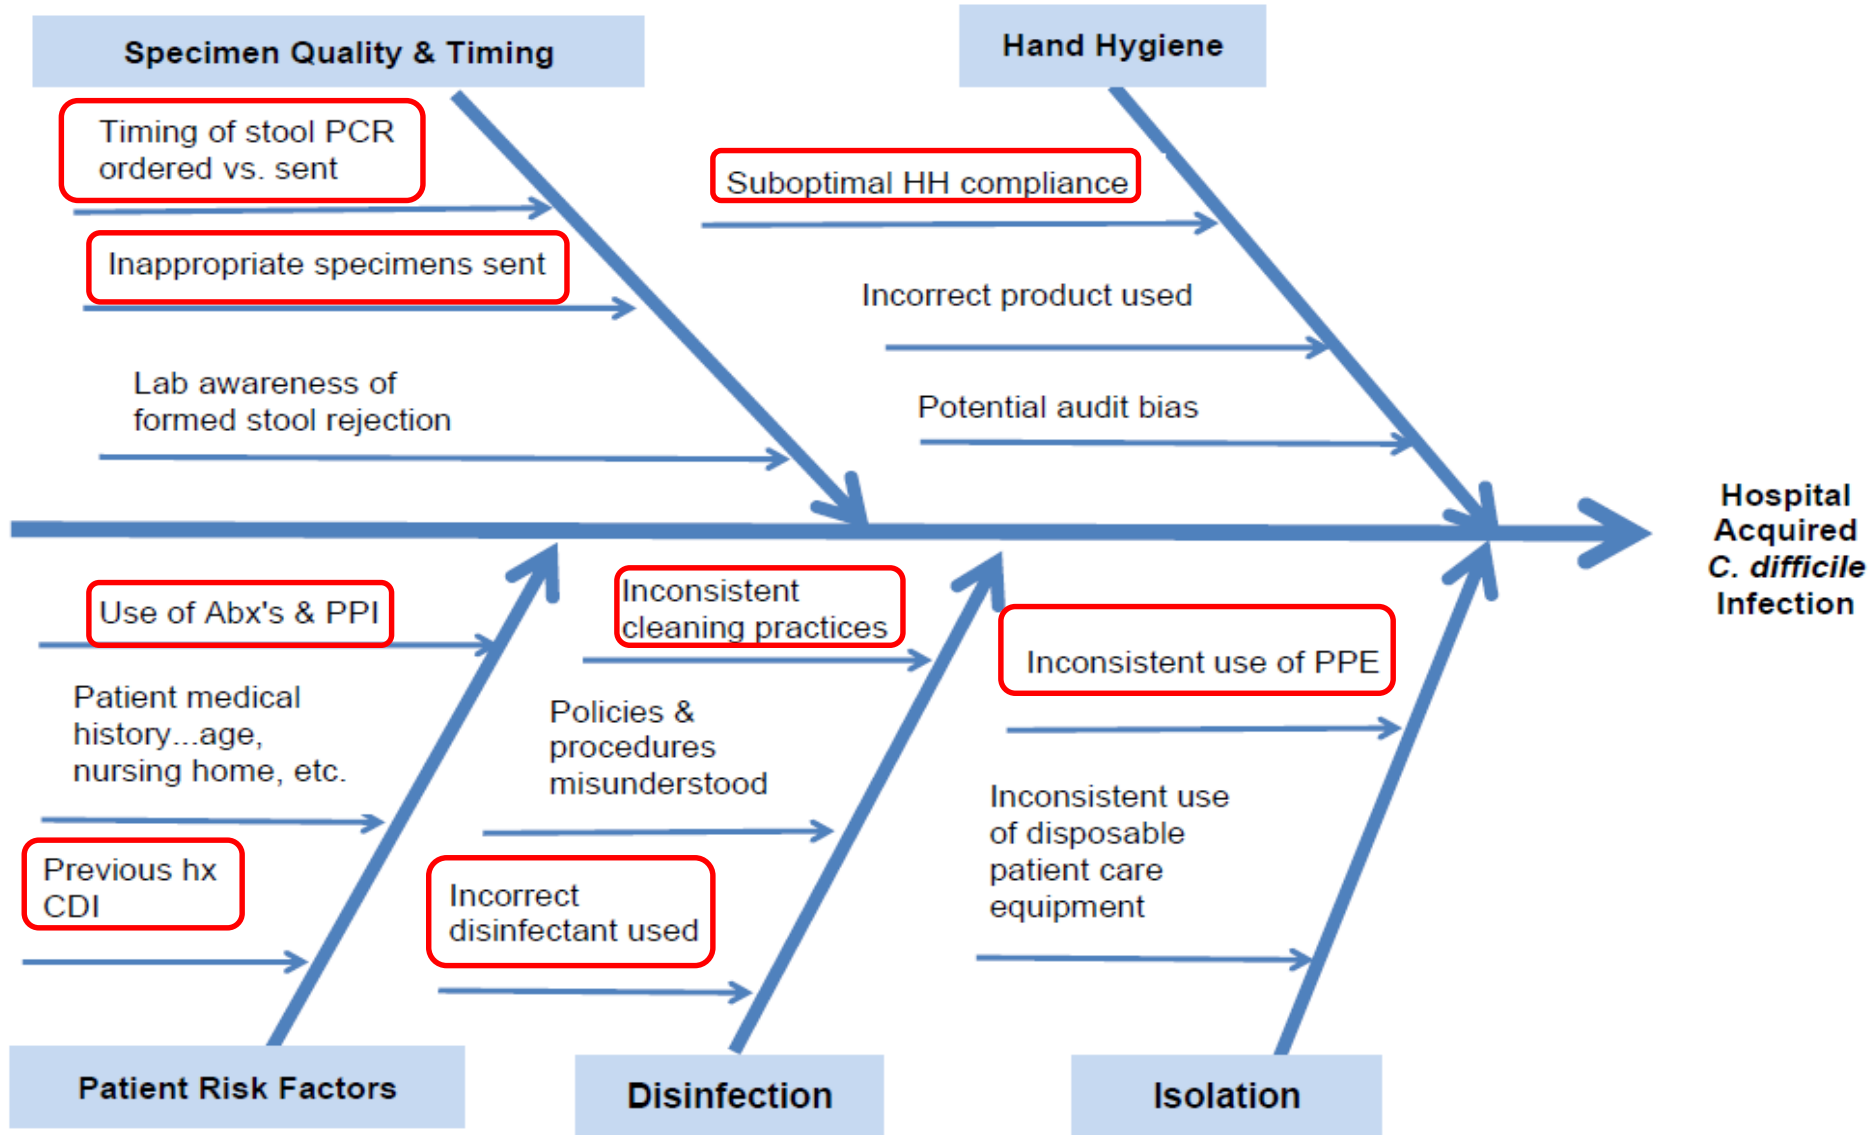 Specimen Quality & Timing
Hand Hygiene
Timing of stool PCR
ordered vs. sent
Inappropriate specimens sent
Lab awareness of
formed stool rejection
Suboptimal HH compliance
Incorrect product used
Potential audit bias
Hospital
Acquired
C. difficile
Infection
Use of Abx's & PPI
Patient medical
history...age,
nursing home, etc.
Previous hx
CDI
Inconsistent
cleaning practices
Policies &
procedures
misunderstood
Incorrect
disinfectant used
Inconsistent use of PPE
Inconsistent use
of disposable
patient care
equipment
Patient Risk Factors
Disinfection
Isolation